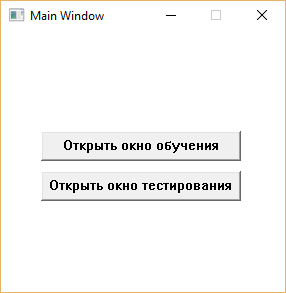 Main Window
Открыть окно обучения
Открыть окно тестирования